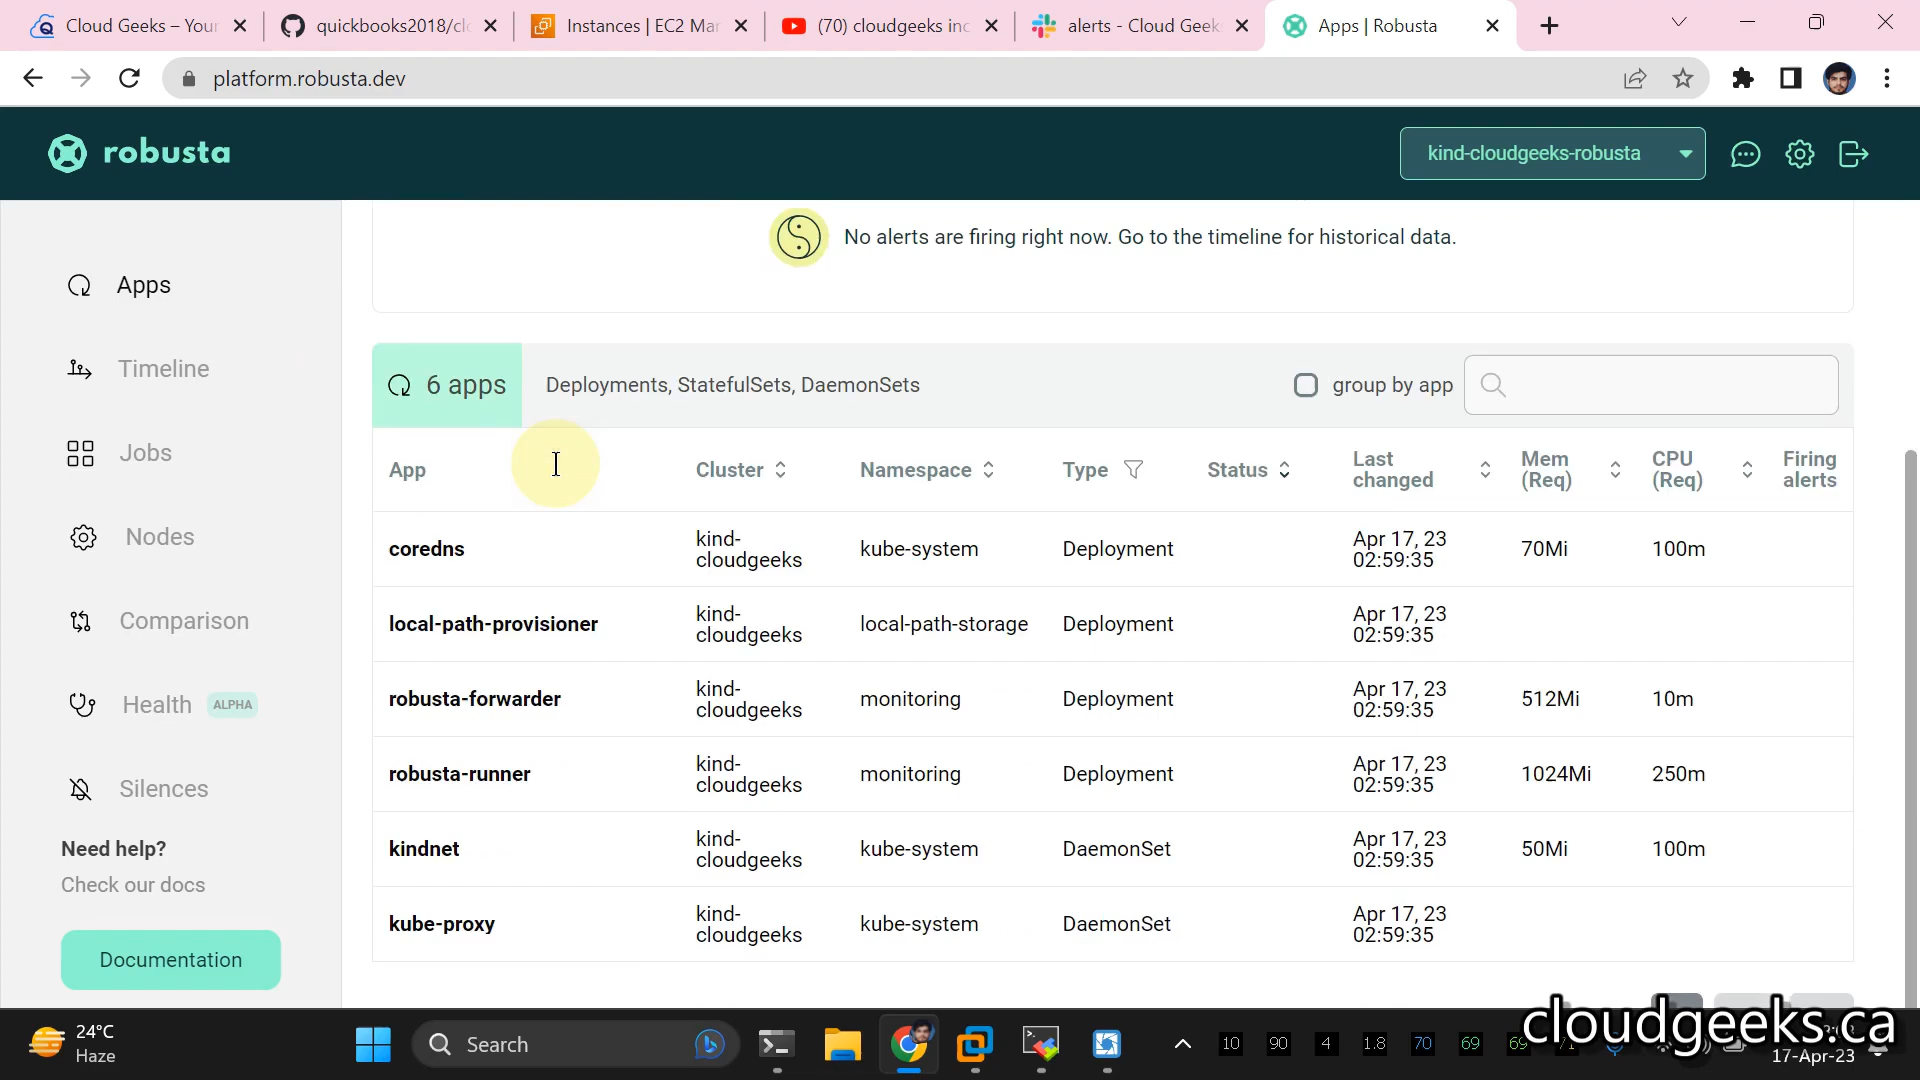 Cloud Geeks – Your
quickbooks2018/clo
Instances | EC2 Mar
(70) cloudgeeks inc
alerts - Cloud Geeks
Apps | Robusta
platform.robusta.dev
robusta
kind-cloudgeeks-robusta
No alerts are firing right now. Go to the timeline for historical data.
Apps
Timeline
Jobs
Nodes
Comparison
Health ALPHA
Silences
Need help?
Check our docs
Documentation
6 apps Deployments, StatefulSets, DaemonSets group by app
App Cluster Namespace Type Status Last changed Mem (Req) CPU (Req) Firing alerts
coredns kind-cloudgeeks kube-system Deployment Apr 17, 23 02:59:35 70Mi 100m
local-path-provisioner kind-cloudgeeks local-path-storage Deployment Apr 17, 23 02:59:35
robusta-forwarder kind-cloudgeeks monitoring Deployment Apr 17, 23 02:59:35 512Mi 10m
robusta-runner kind-cloudgeeks monitoring Deployment Apr 17, 23 02:59:35 1024Mi 250m
kindnet kind-cloudgeeks kube-system DaemonSet Apr 17, 23 02:59:35 50Mi 100m
kube-proxy kind-cloudgeeks kube-system DaemonSet Apr 17, 23 02:59:35
cloudgeeks.ca
24°C
Haze
Search
10 90 4 1.8 70 69 69
17-Apr-23